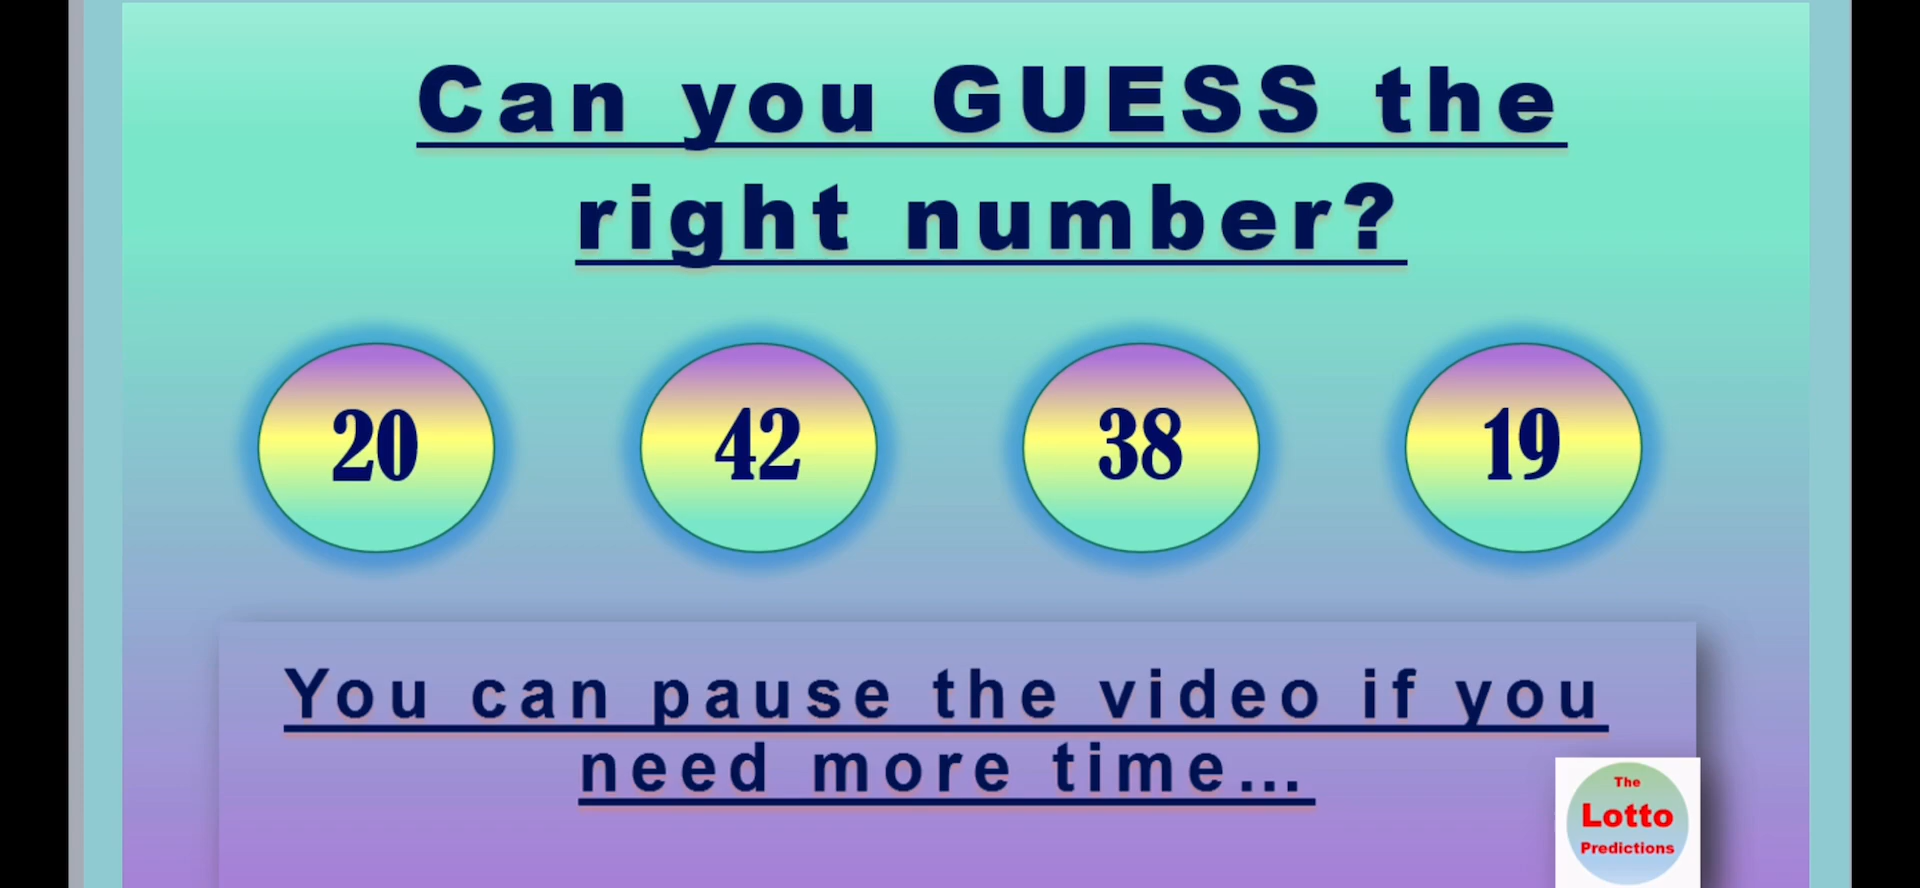 Can you GUESS the
right number?
20 42 38 19
You can pause the video if you
need more time...
The
Lotto
Predictions